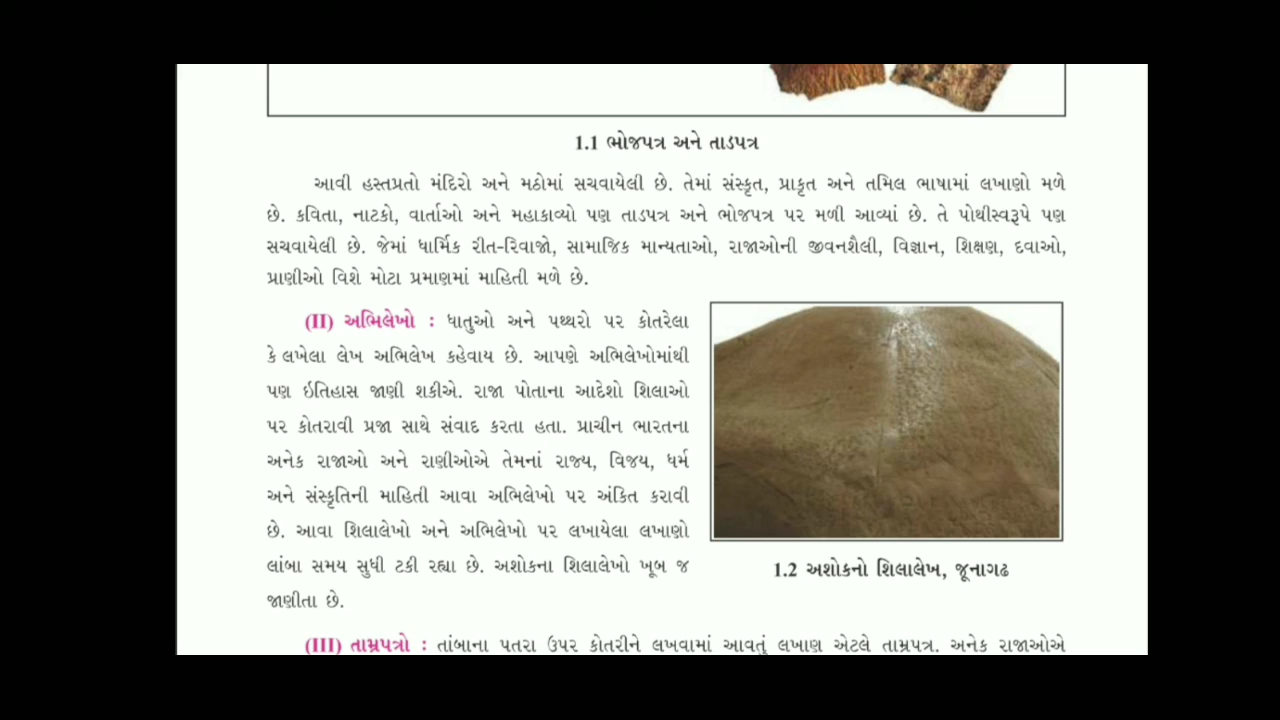 1.1 ભોજપત્ર અને તાડપત્ર
આવી હસ્તપ્રતો મંદિરો અને મઠોમાં સચવાયેલી છે. તેમાં સંસ્કૃત, પ્રાકૃત અને તમિલ ભાષામાં લખાણો મળે
છે. કવિતા, નાટકો, વાર્તાઓ અને મહાકાવ્યો પણ તાડપત્ર અને ભોજપત્ર પર મળી આવ્યાં છે. તે પોથીસ્વરૂપે પણ
સચવાયેલી છે. જેમાં ધાર્મિક રીત-રિવાજો, સામાજિક માન્યતાઓ, રાજાઓની જીવનશૈલી, વિજ્ઞાન, શિક્ષણ, દવાઓ,
પ્રાણીઓ વિશે મોટા પ્રમાણમાં માહિતી મળે છે.
(II) અભિલેખો : ધાતુઓ અને પથ્થરો પર કોતરેલા
કે લખેલા લેખ અભિલેખ કહેવાય છે. આપણે અભિલેખોમાંથી
પણ ઇતિહાસ જાણી શકીએ. રાજા પોતાના આદેશો શિલાઓ
પર કોતરાવી પ્રજા સાથે સંવાદ કરતા હતા. પ્રાચીન ભારતના
અનેક રાજાઓ અને રાણીઓએ તેમનાં રાજ્ય, વિજય, ધર્મ
અને સંસ્કૃતિની માહિતી આવા અભિલેખો પર અંકિત કરાવી
છે. આવા શિલાલેખો અને અભિલેખો પર લખાયેલા લખાણો
લાંબા સમય સુધી ટકી રહ્યા છે. અશોકના શિલાલેખો ખૂબ જ
જાણીતા છે.
1.2 અશોકનો શિલાલેખ, જૂનાગઢ
(III) તામ્રપત્રો : તાંબાના પતરા ઉપર કોતરીને લખવામાં આવતું લખાણ એટલે તામ્રપત્ર. અનેક રાજાઓએ